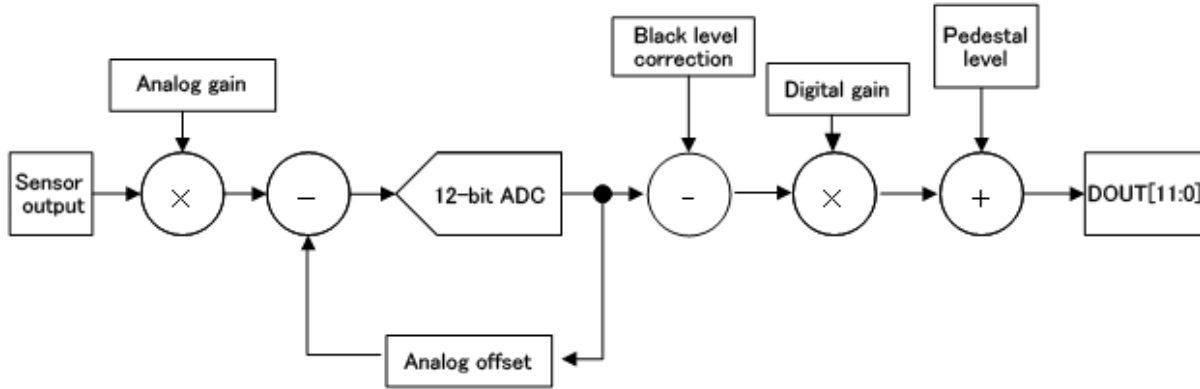 Black level
correction
Pedestal
level
Analog gain
Digital gain
Sensor
output
×
−
12-bit ADC
-
×
+
DOUT[11:0]
Analog offset